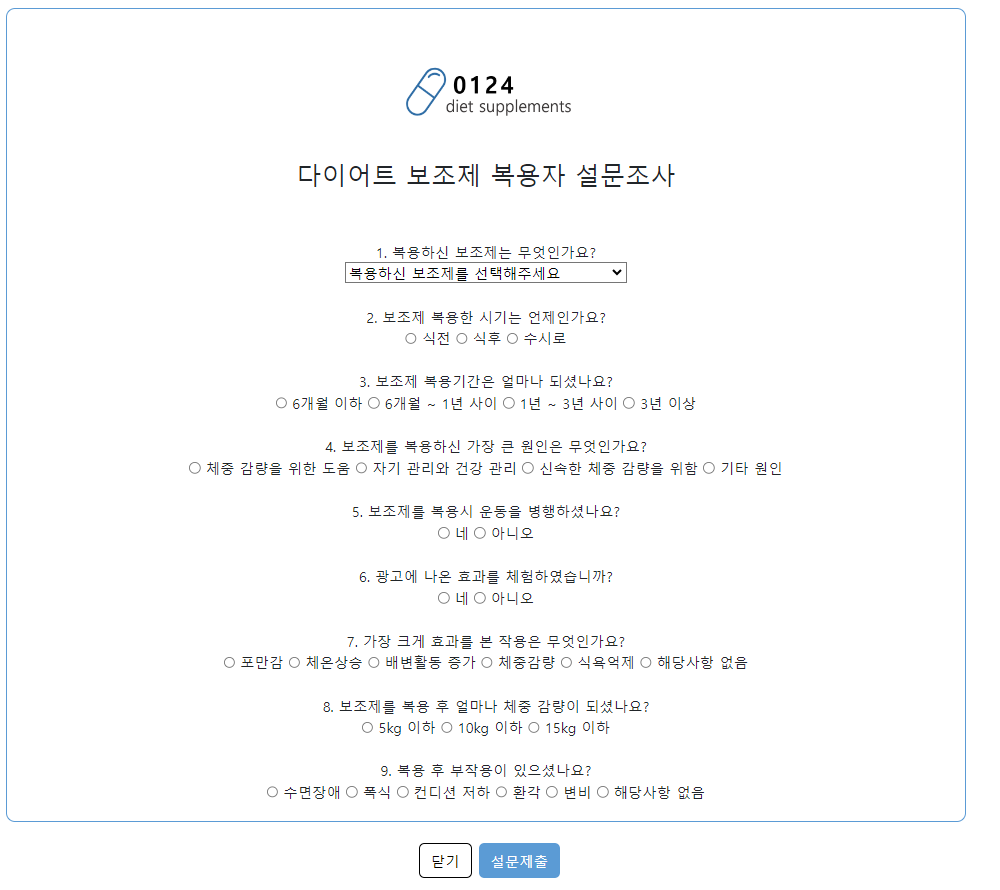 0124
diet supplements
다이어트 보조제 복용자 설문조사
1. 복용하신 보조제는 무엇인가요?
복용하신 보조제를 선택해주세요
2. 보조제 복용한 시기는 언제인가요?
식전 식후 수시로
3. 보조제 복용기간은 얼마나 되셨나요?
6개월 이하 6개월 ~ 1년 사이 1년 ~ 3년 사이 3년 이상
4. 보조제를 복용하신 가장 큰 원인은 무엇인가요?
체중 감량을 위한 도움 자기 관리와 건강 관리 신속한 체중 감량을 위함 기타 원인
5. 보조제를 복용시 운동을 병행하셨나요?
네 아니오
6. 광고에 나온 효과를 체험하였습니까?
네 아니오
7. 가장 크게 효과를 본 작용은 무엇인가요?
포만감 체온상승 배변활동 증가 체중감량 식욕억제 해당사항 없음
8. 보조제를 복용 후 얼마나 체중 감량이 되셨나요?
5kg 이하 10kg 이하 15kg 이하
9. 복용 후 부작용이 있으셨나요?
수면장애 폭식 컨디션 저하 환각 변비 해당사항 없음
닫기 설문제출